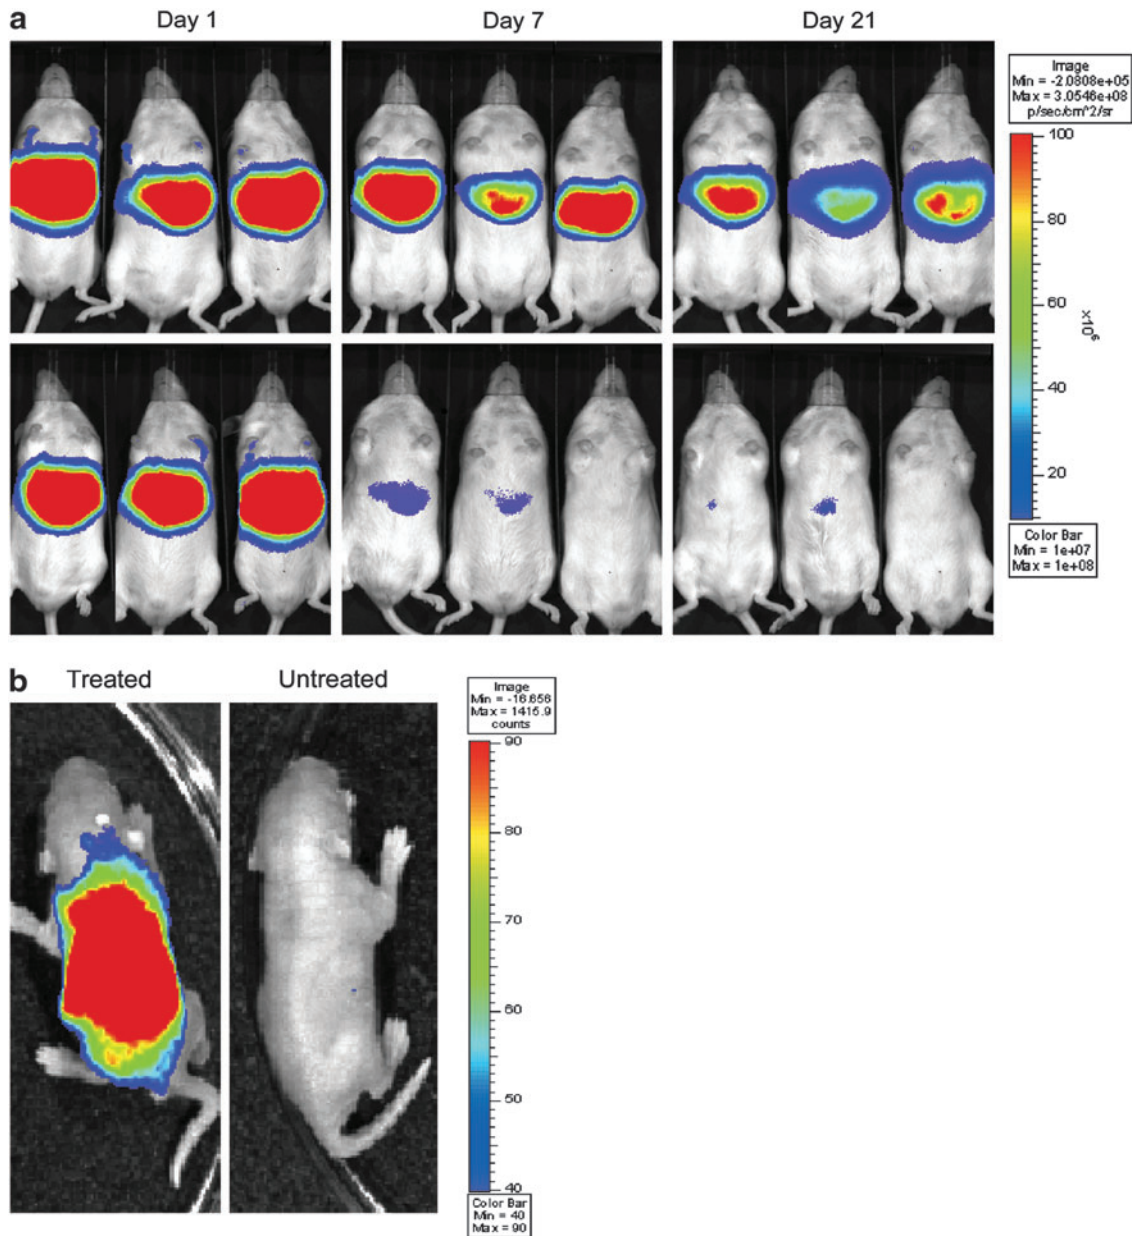 a
Day 1
Day 7
Day 21
Image
Min = -2.0808e+05
Max = 3.0546e+08
p/sec/cm^2/sr
100
80
60
×10⁶
40
20
Color Bar
Min = 1e+07
Max = 1e+08
b
Treated
Untreated
Image
Min = -16.656
Max = 1415.9
counts
90
80
70
60
50
40
Color Bar
Min = 40
Max = 90